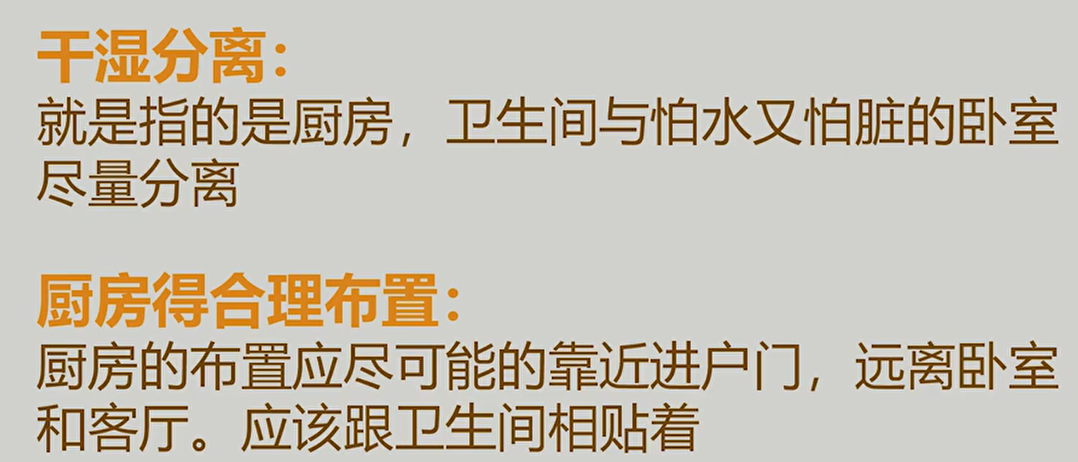 干湿分离：
就是指的是厨房，卫生间与怕水又怕脏的卧室
尽量分离
厨房得合理布置：
厨房的布置应尽可能的靠近进户门，远离卧室
和客厅。应该跟卫生间相贴着